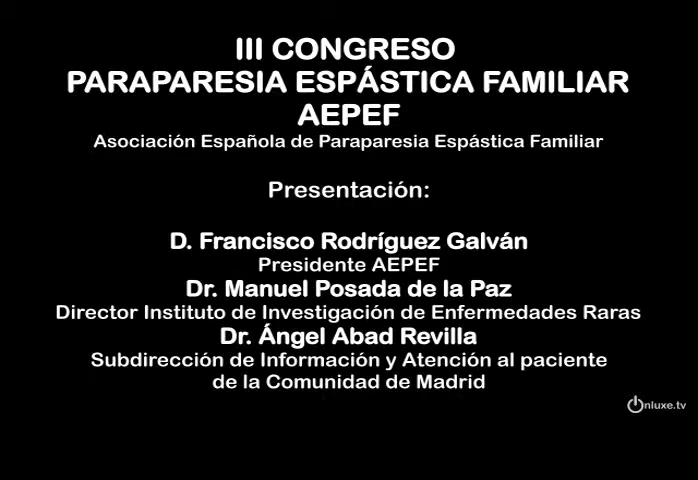 III CONGRESO
PARAPARESIA ESPÁSTICA FAMILIAR
AEPEF
Asociación Española de Paraparesia Espástica Familiar
Presentación:
D. Francisco Rodríguez Galván
Presidente AEPEF
Dr. Manuel Posada de la Paz
Director Instituto de Investigación de Enfermedades Raras
Dr. Ángel Abad Revilla
Subdirección de Información y Atención al paciente
de la Comunidad de Madrid
Onluxe.tv